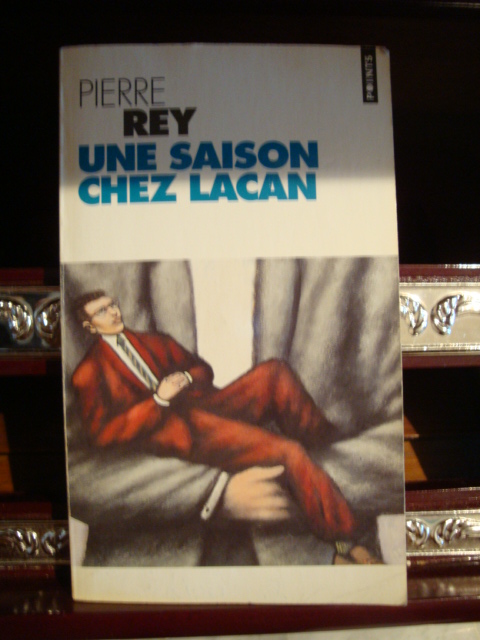 POINTS
PIERRE
REY
UNE SAISON
CHEZ LACAN